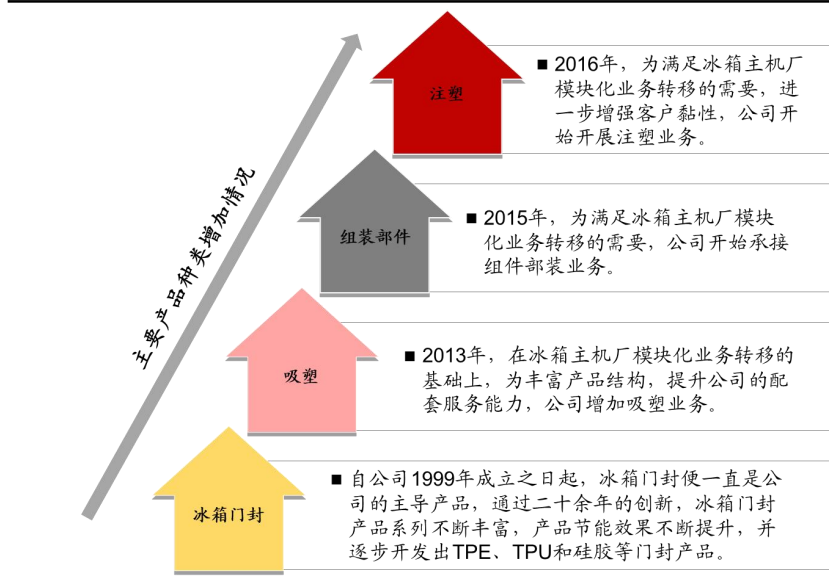 注塑
■ 2016年，为满足冰箱主机厂
模块化业务转移的需要，进
一步增强客户黏性，公司开
始开展注塑业务。
主要产品种类增加情况
组装部件
■ 2015年，为满足冰箱主机厂模块
化业务转移的需要，公司开始承接
组件部装业务。
吸塑
■ 2013年，在冰箱主机厂模块化业务转移的
基础上，为丰富产品结构，提升公司的配
套服务能力，公司增加吸塑业务。
冰箱门封
■ 自公司1999年成立之日起，冰箱门封便一直是公
司的主导产品，通过二十余年的创新，冰箱门封
产品系列不断丰富，产品节能效果不断提升，并
逐步开发出TPE、TPU和硅胶等门封产品。